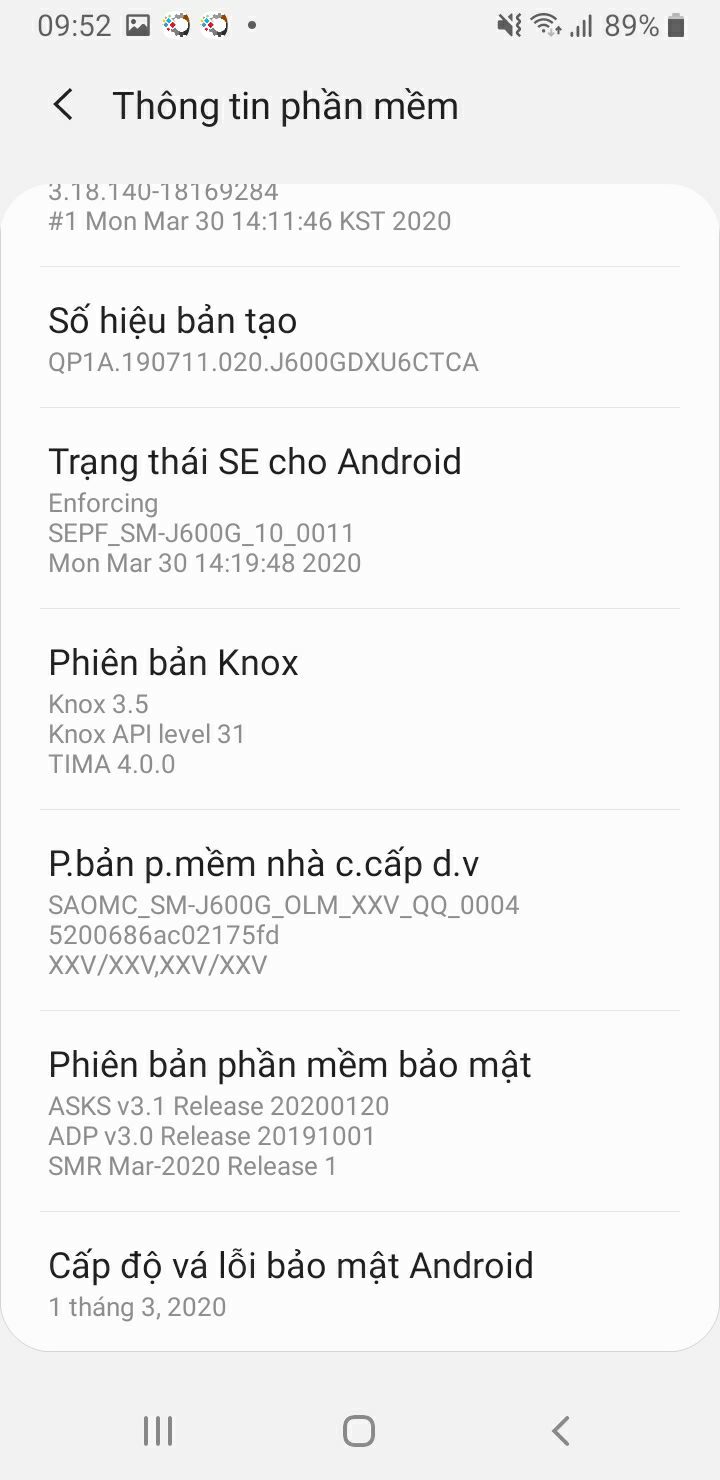 09:52
89%
Thông tin phần mềm
3.18.140-18169284
#1 Mon Mar 30 14:11:46 KST 2020
Số hiệu bản tạo
QP1A.190711.020.J600GDXU6CTCA
Trạng thái SE cho Android
Enforcing
SEPF_SM-J600G_10_0011
Mon Mar 30 14:19:48 2020
Phiên bản Knox
Knox 3.5
Knox API level 31
TIMA 4.0.0
P.bản p.mềm nhà c.cấp d.v
SAOMC_SM-J600G_OLM_XXV_QQ_0004
5200686ac02175fd
XXV/XXV,XXV/XXV
Phiên bản phần mềm bảo mật
ASKS v3.1 Release 20200120
ADP v3.0 Release 20191001
SMR Mar-2020 Release 1
Cấp độ vá lỗi bảo mật Android
1 tháng 3, 2020